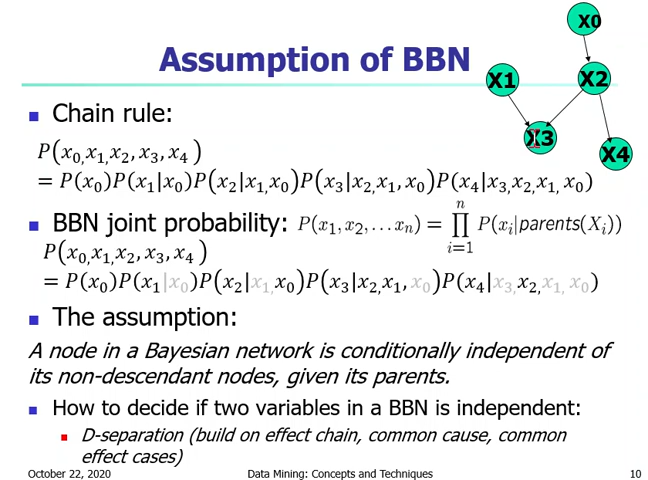 X0
Assumption of BBN
X1
X2
Chain rule:
X3
P(x₀,x₁,x₂, x₃, x₄ )
X4
= P(x₀)P(x₁|x₀)P(x₂|x₁,x₀)P(x₃|x₂,x₁, x₀)P(x₄|x₃,x₂,x₁, x₀)
BBN joint probability: P(x₁, x₂, . . . xₙ) = ∏ⁿᵢ₌₁ P(xᵢ|parents(Xᵢ))
P(x₀,x₁,x₂, x₃, x₄ )
= P(x₀)P(x₁|x₀)P(x₂|x₁,x₀)P(x₃|x₂,x₁, x₀)P(x₄|x₃,x₂,x₁, x₀)
The assumption:
A node in a Bayesian network is conditionally independent of
its non-descendant nodes, given its parents.
How to decide if two variables in a BBN is independent:
D-separation (build on effect chain, common cause, common
effect cases)
October 22, 2020
Data Mining: Concepts and Techniques
10